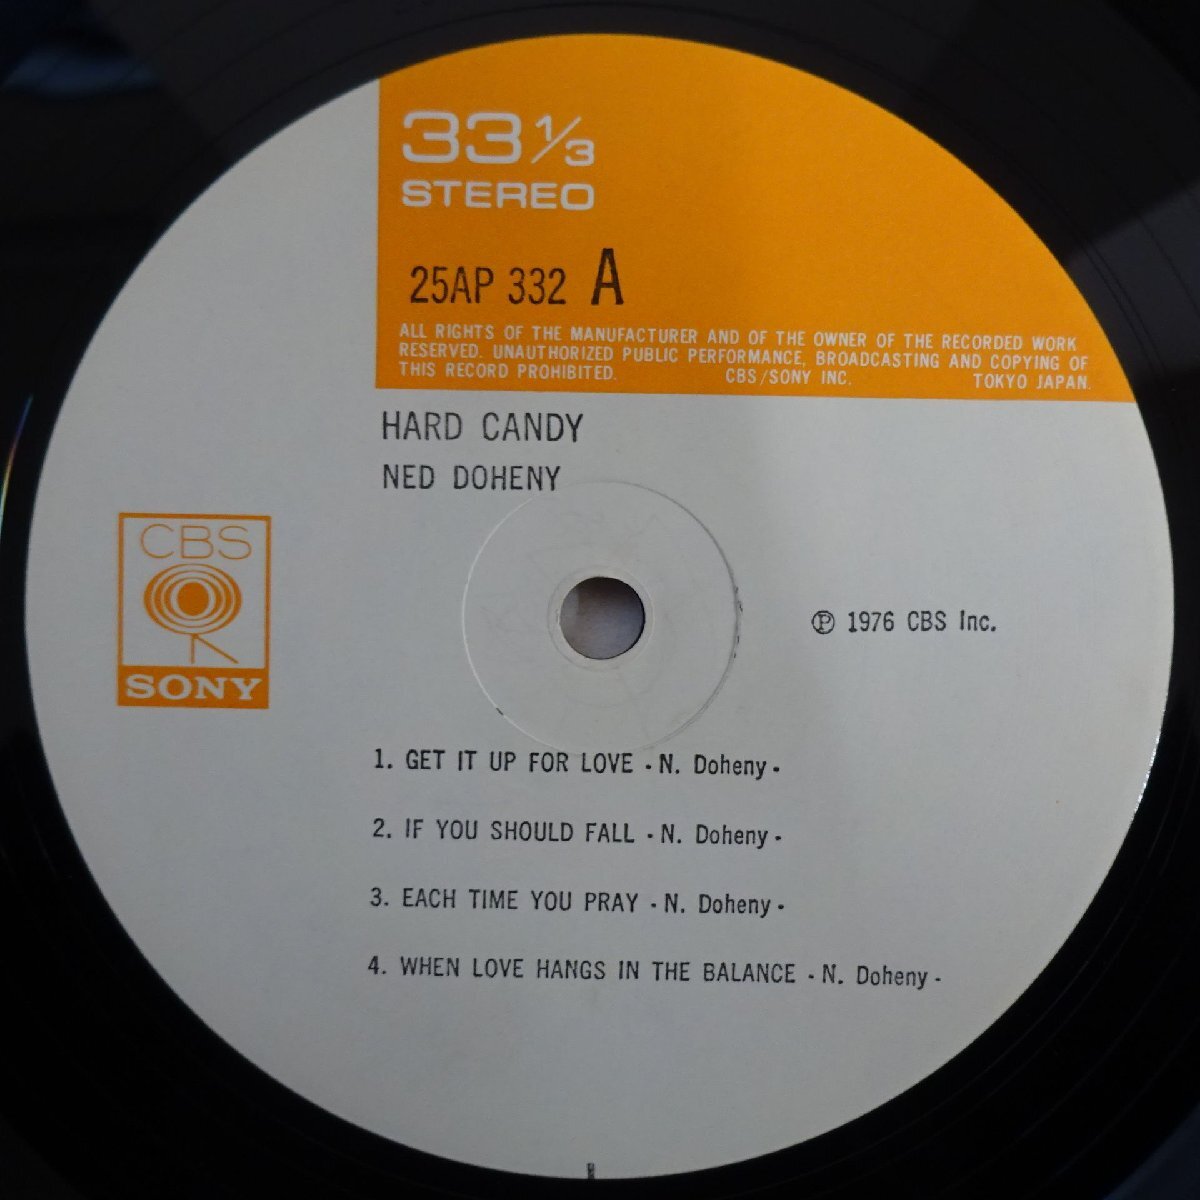 33 1/3
STEREO
25AP 332 A
ALL RIGHTS OF THE MANUFACTURER AND OF THE OWNER OF THE RECORDED WORK
RESERVED. UNAUTHORIZED PUBLIC PERFORMANCE, BROADCASTING AND COPYING OF
THIS RECORD PROHIBITED. CBS/SONY INC. TOKYO JAPAN.
HARD CANDY
NED DOHENY
CBS
SONY
Ⓟ 1976 CBS Inc.
1. GET IT UP FOR LOVE - N. Doheny -
2. IF YOU SHOULD FALL - N. Doheny -
3. EACH TIME YOU PRAY - N. Doheny -
4. WHEN LOVE HANGS IN THE BALANCE - N. Doheny -